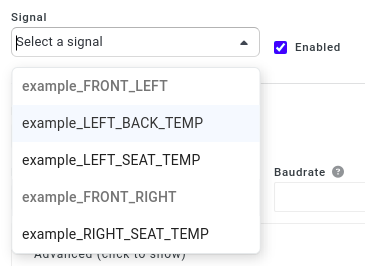 Signal
Select a signal
Enabled
example_FRONT_LEFT
example_LEFT_BACK_TEMP
example_LEFT_SEAT_TEMP
Baudrate ?
example_FRONT_RIGHT
example_RIGHT_SEAT_TEMP
Advanced (click to show)